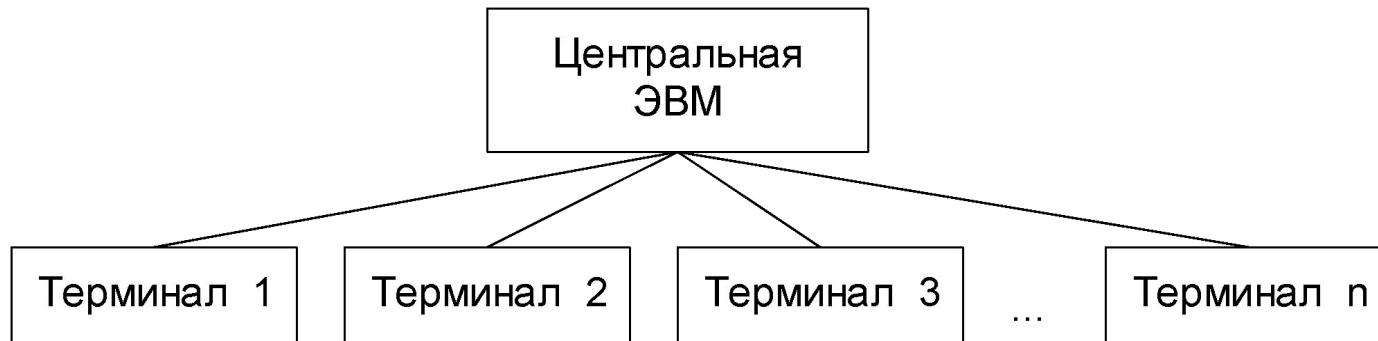 Центральная
ЭВМ
Терминал 1
Терминал 2
Терминал 3
...
Терминал n